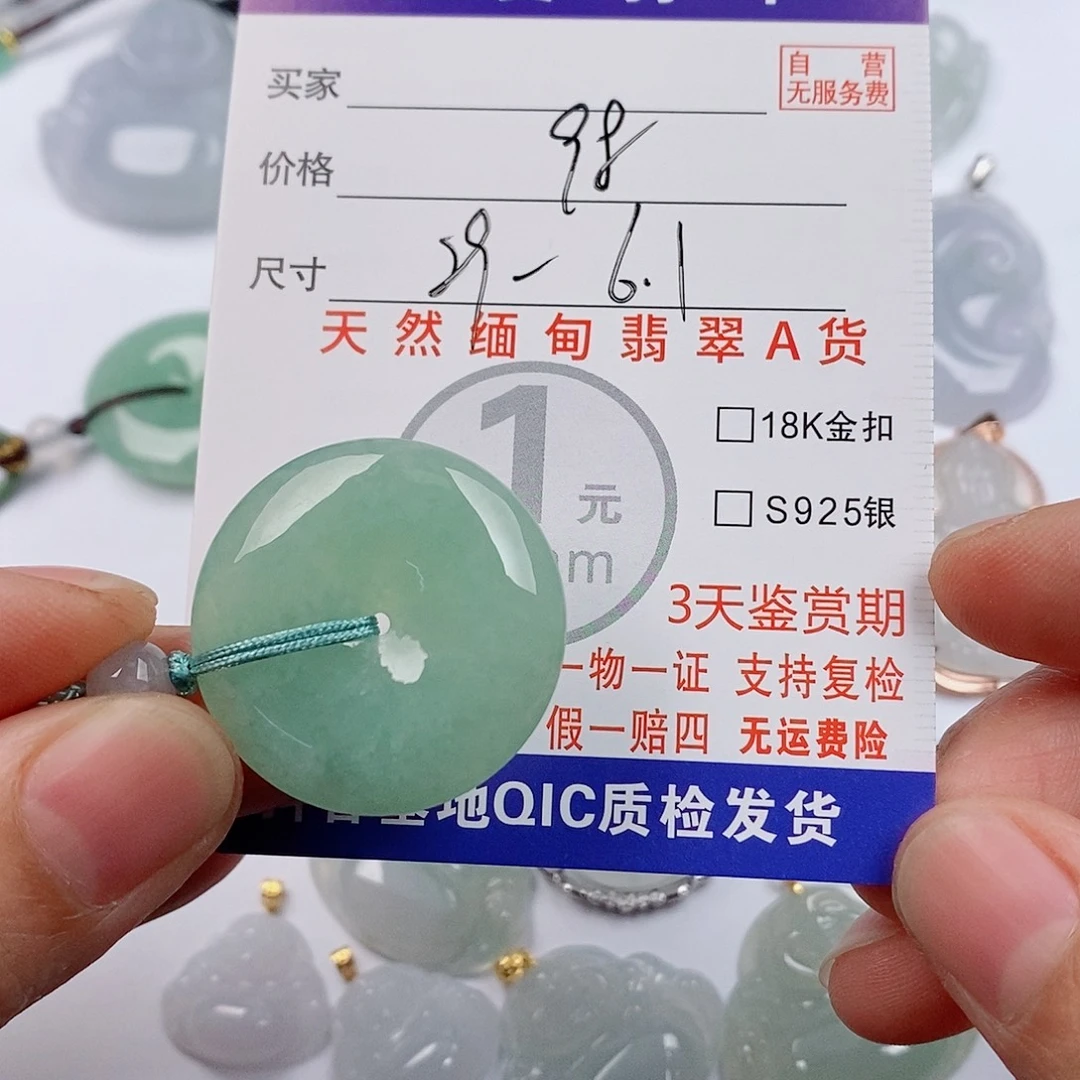 买家
自营
无服务费
价格 98
尺寸 29 - 6.1
天然缅甸翡翠A货
1元
18K金扣
S925银
3天鉴赏期
一物一证 支持复检
假一赔四 无运费险
基地QIC质检发货